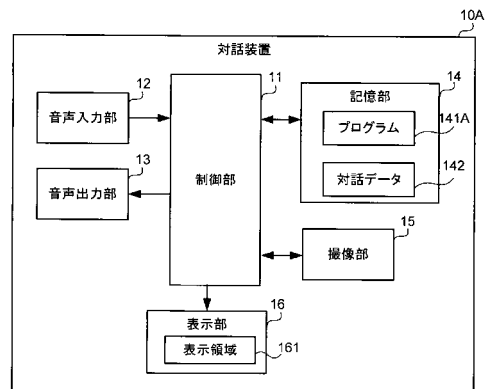 10A
対話装置
12
音声入力部
11
制御部
14
記憶部
プログラム
141A
対話データ
142
13
音声出力部
15
撮像部
16
表示部
表示領域
161